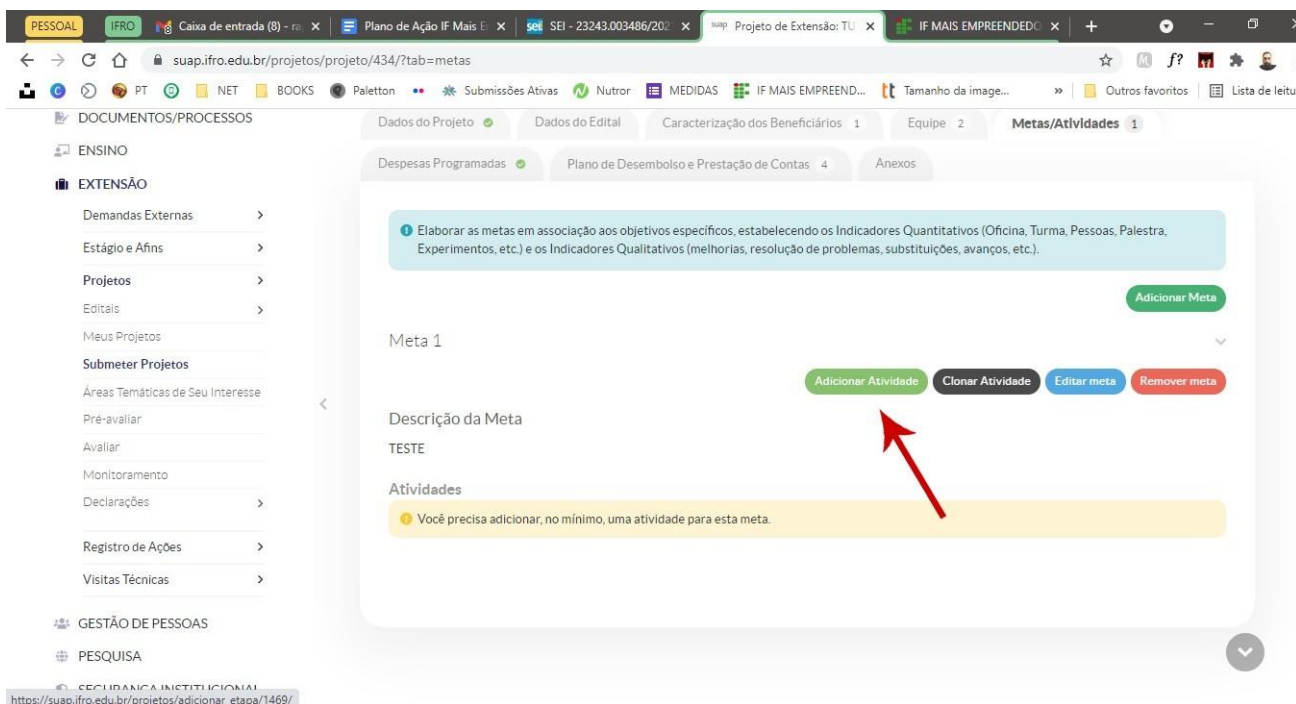 PESSOAL IFRO Caixa de entrada (8) - ra Plano de Ação IF Mais E SEI - 23243.003486/202 Projeto de Extensão: TU IF MAIS EMPREENDEDO
suap.ifro.edu.br/projetos/projeto/434/?tab=metas
PT NET BOOKS Paletton Submissões Ativas Nutror MEDIDAS IF MAIS EMPREEND... Tamanho da image... » Outros favoritos Lista de leitu
DOCUMENTOS/PROCESSOS
ENSINO
EXTENSÃO
Demandas Externas
Estágio e Afins
Projetos
Editais
Meus Projetos
Submeter Projetos
Áreas Temáticas de Seu Interesse
Pré-avaliar
Avaliar
Monitoramento
Declarações
Registro de Ações
Visitas Técnicas
GESTÃO DE PESSOAS
PESQUISA
SEGURANÇA INSTITUCIONAL
https://suap.ifro.edu.br/projetos/adicionar_etapa/1469/
Dados do Projeto Dados do Edital Caracterização dos Beneficiários 1 Equipe 2 Metas/Atividades 1
Despesas Programadas Plano de Desembolso e Prestação de Contas 4 Anexos
Elaborar as metas em associação aos objetivos específicos, estabelecendo os Indicadores Quantitativos (Oficina, Turma, Pessoas, Palestra,
Experimentos, etc.) e os Indicadores Qualitativos (melhorias, resolução de problemas, substituições, avanços, etc.).
Adicionar Meta
Meta 1
Adicionar Atividade Clonar Atividade Editar meta Remover meta
Descrição da Meta
TESTE
Atividades
Você precisa adicionar, no mínimo, uma atividade para esta meta.